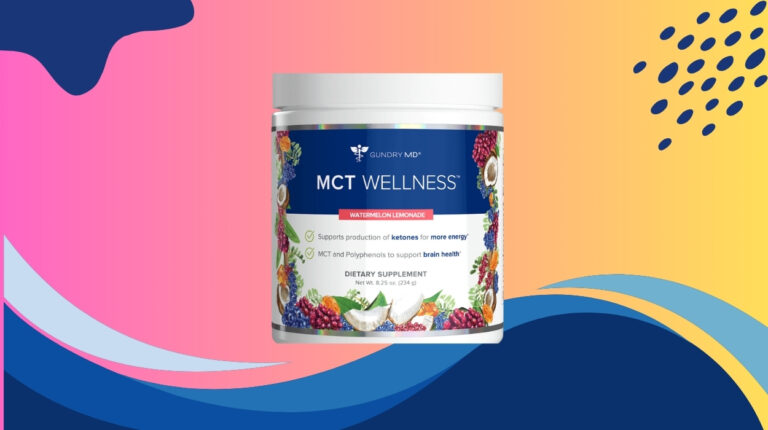 GUNDRY MD®
MCT WELLNESS™
WATERMELON LEMONADE
Supports production of ketones for more energy*
MCT and Polyphenols to support brain health*
DIETARY SUPPLEMENT
Net Wt. 8.25 oz. (234 g)